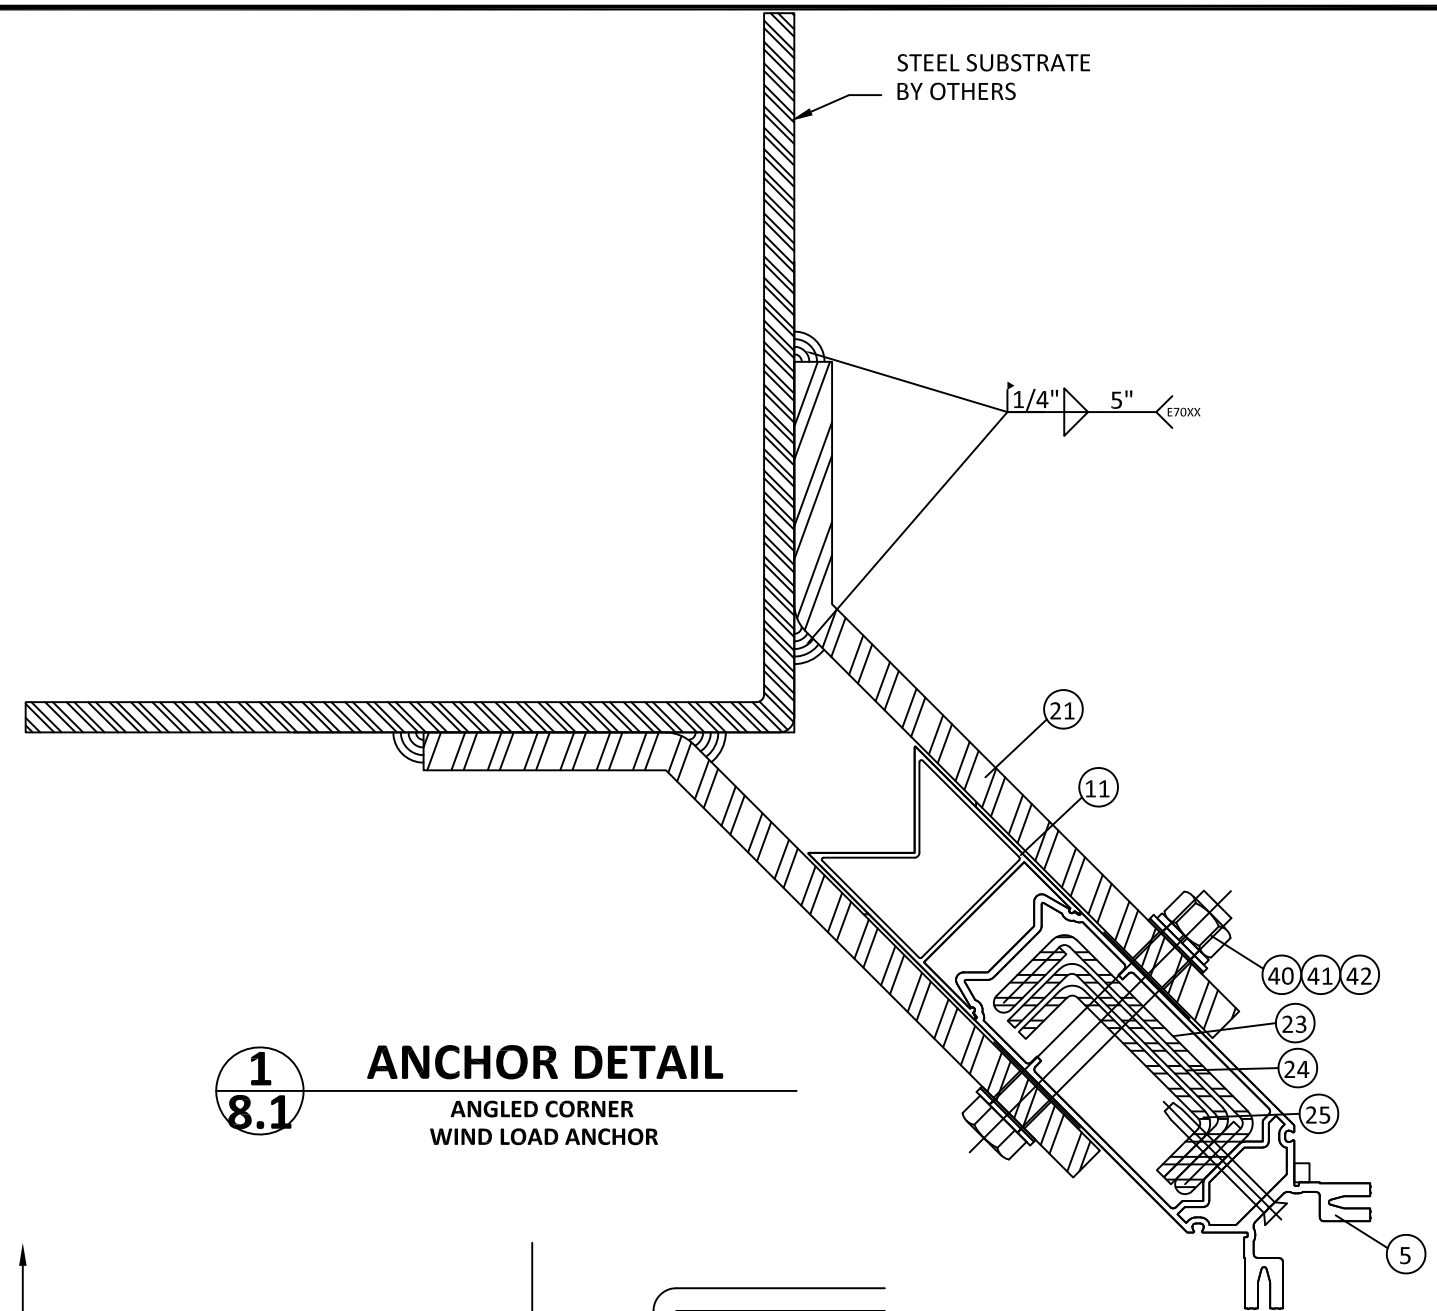 STEEL SUBSTRATE
BY OTHERS
1/4" 5" E70XX
21
11
40 41 42
23
24
25
5
1
8.1
ANCHOR DETAIL
ANGLED CORNER
WIND LOAD ANCHOR